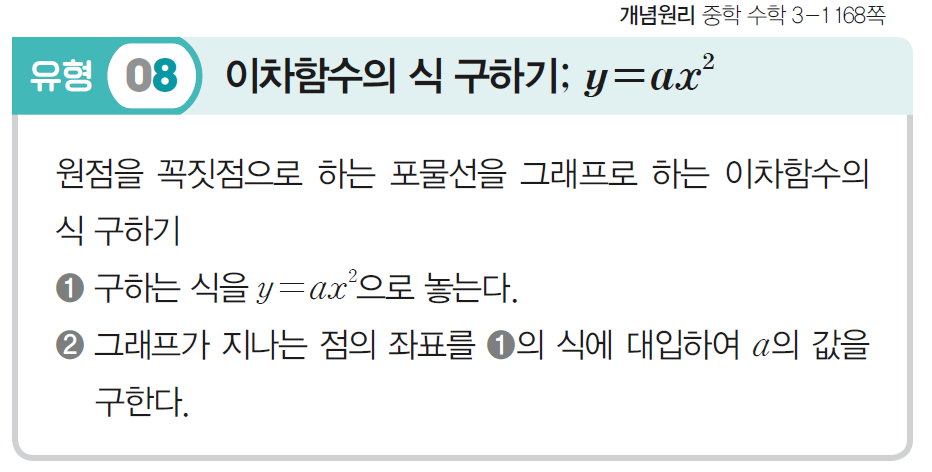 개념원리 중학 수학 3-1 168쪽
유형 08 이차함수의 식 구하기; y=ax²
원점을 꼭짓점으로 하는 포물선을 그래프로 하는 이차함수의
식 구하기
❶ 구하는 식을 y=ax²으로 놓는다.
❷ 그래프가 지나는 점의 좌표를 ❶의 식에 대입하여 a의 값을
구한다.